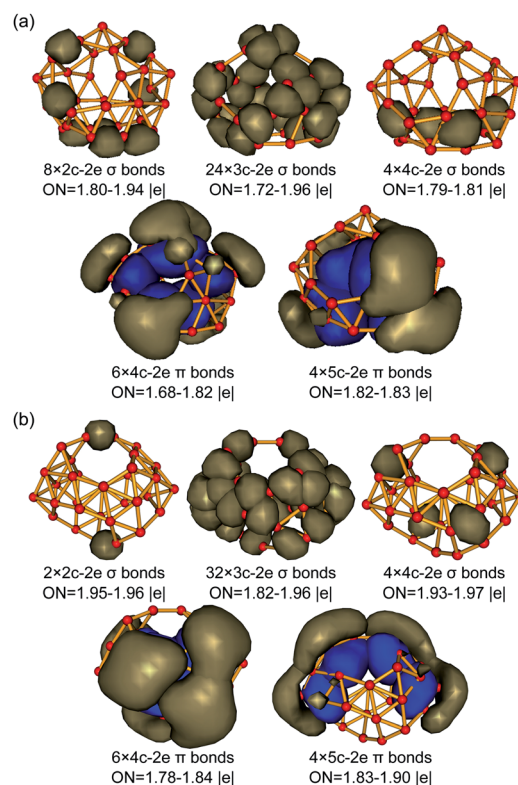 (a)
8×2c-2e σ bonds
ON=1.80-1.94 |e|
24×3c-2e σ bonds
ON=1.72-1.96 |e|
4×4c-2e σ bonds
ON=1.79-1.81 |e|
6×4c-2e π bonds
ON=1.68-1.82 |e|
4×5c-2e π bonds
ON=1.82-1.83 |e|
(b)
2×2c-2e σ bonds
ON=1.95-1.96 |e|
32×3c-2e σ bonds
ON=1.82-1.96 |e|
4×4c-2e σ bonds
ON=1.93-1.97 |e|
6×4c-2e π bonds
ON=1.78-1.84 |e|
4×5c-2e π bonds
ON=1.83-1.90 |e|